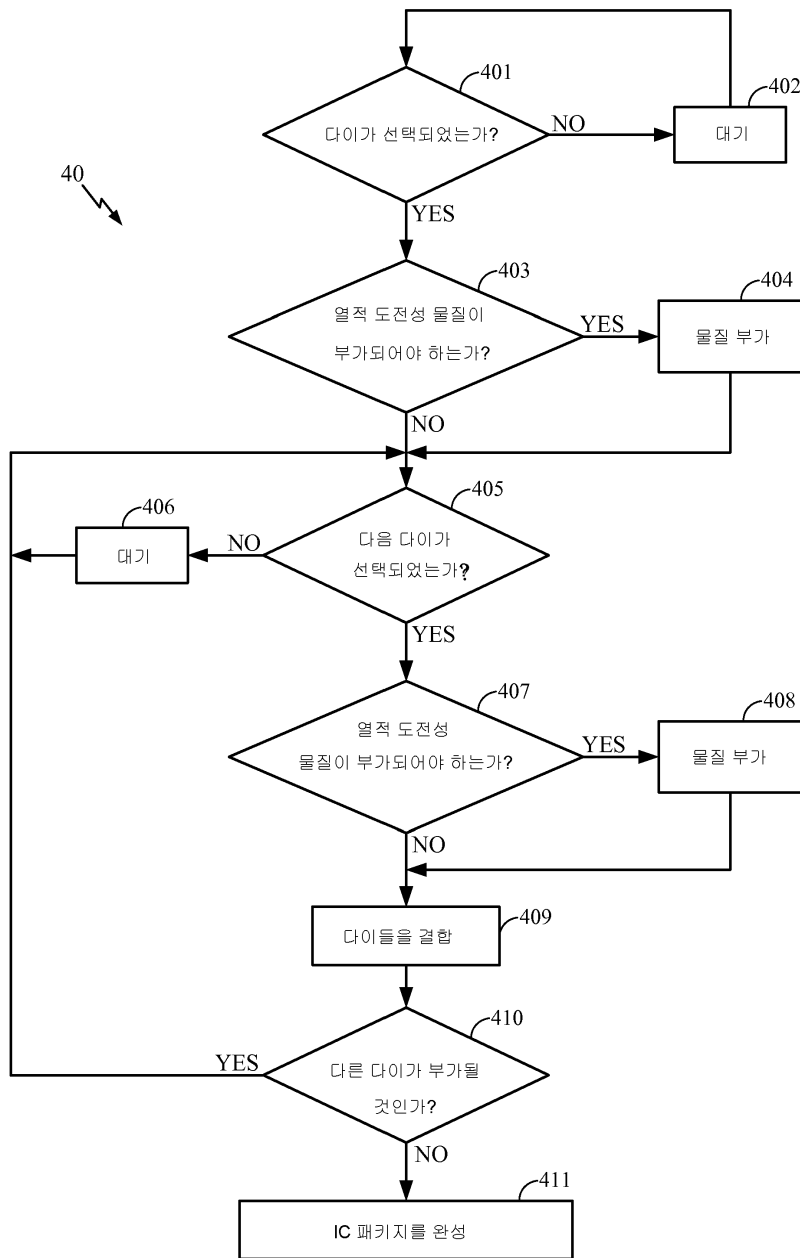 401
다이가 선택되었는가?
NO
402
대기
40
YES
403
열적 도전성 물질이
부가되어야 하는가?
YES
404
물질 부가
NO
405
다음 다이가
선택되었는가?
NO
406
대기
YES
407
열적 도전성
물질이 부가되어야 하는가?
YES
408
물질 부가
NO
다이들을 결합
409
410
다른 다이가 부가될
것인가?
YES
NO
411
IC 패키지를 완성